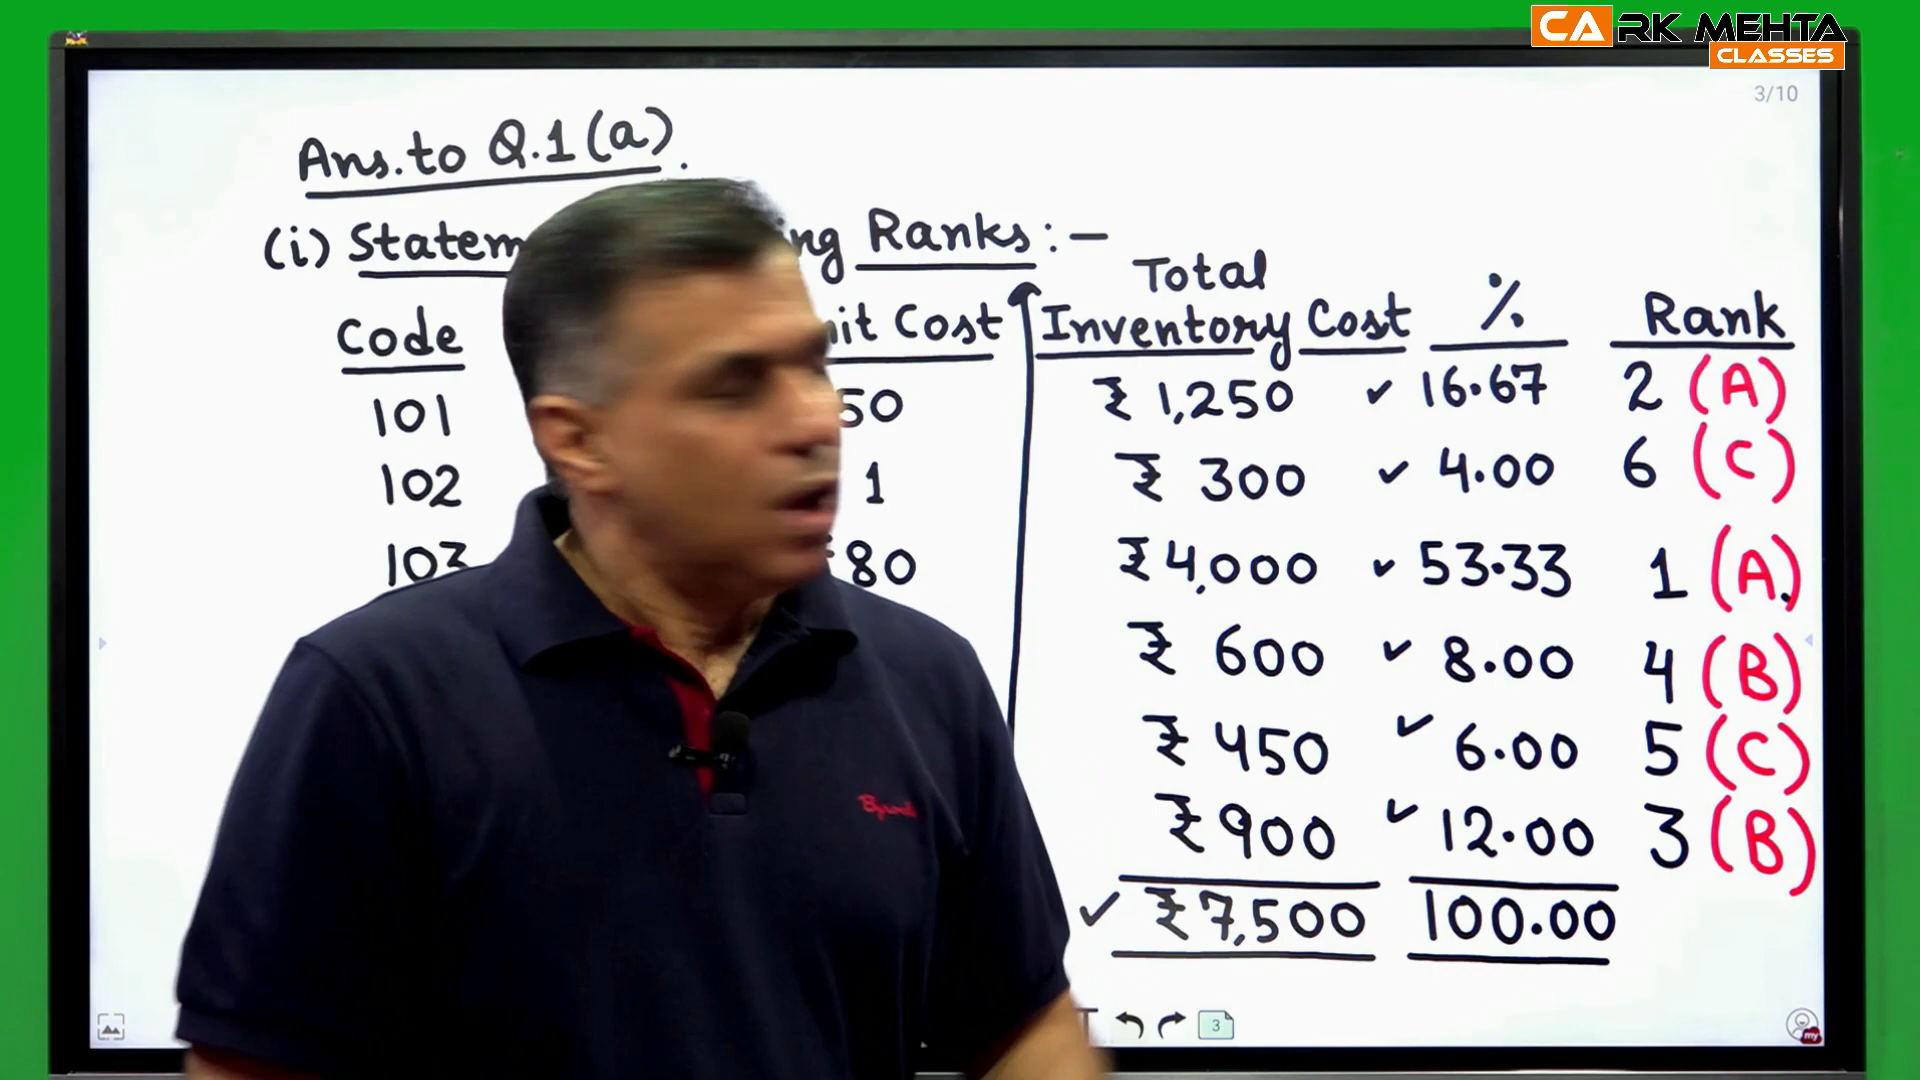 CA RK MEHTA
CLASSES
3/10
Ans. to Q.1(a).
(i) Ranks:-
Code Cost Total Inventory Cost % Rank
101 50 ₹ 1,250 ✓ 16.67 2 (A)
102 1 ₹ 300 ✓ 4.00 6 (C)
103 80 ₹ 4,000 ✓ 53.33 1 (A)
₹ 600 ✓ 8.00 4 (B)
₹ 450 ✓ 6.00 5 (C)
₹ 900 ✓ 12.00 3 (B)
✓ ₹ 7,500 100.00
3
my